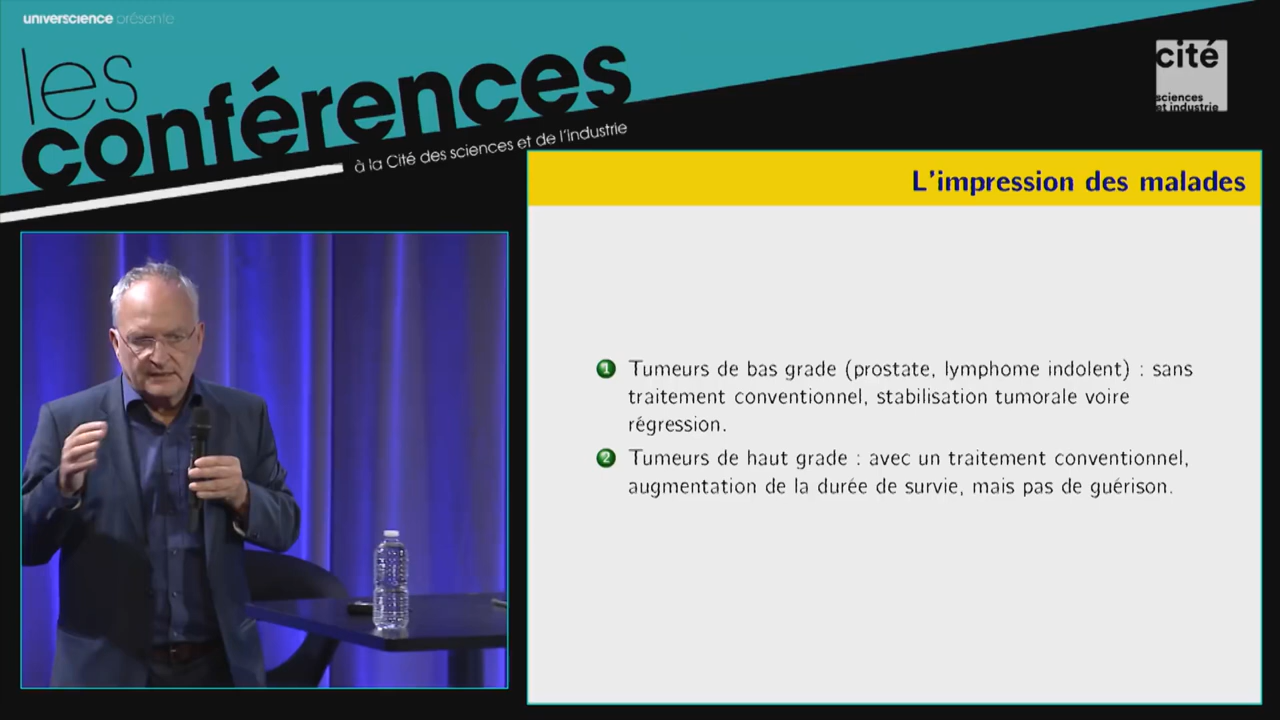 universcience présente
les
conférences
à la Cité des sciences et de l'industrie
cité
sciences
et industrie
L'impression des malades
1 Tumeurs de bas grade (prostate, lymphome indolent) : sans
traitement conventionnel, stabilisation tumorale voire
régression.
2 Tumeurs de haut grade : avec un traitement conventionnel,
augmentation de la durée de survie, mais pas de guérison.